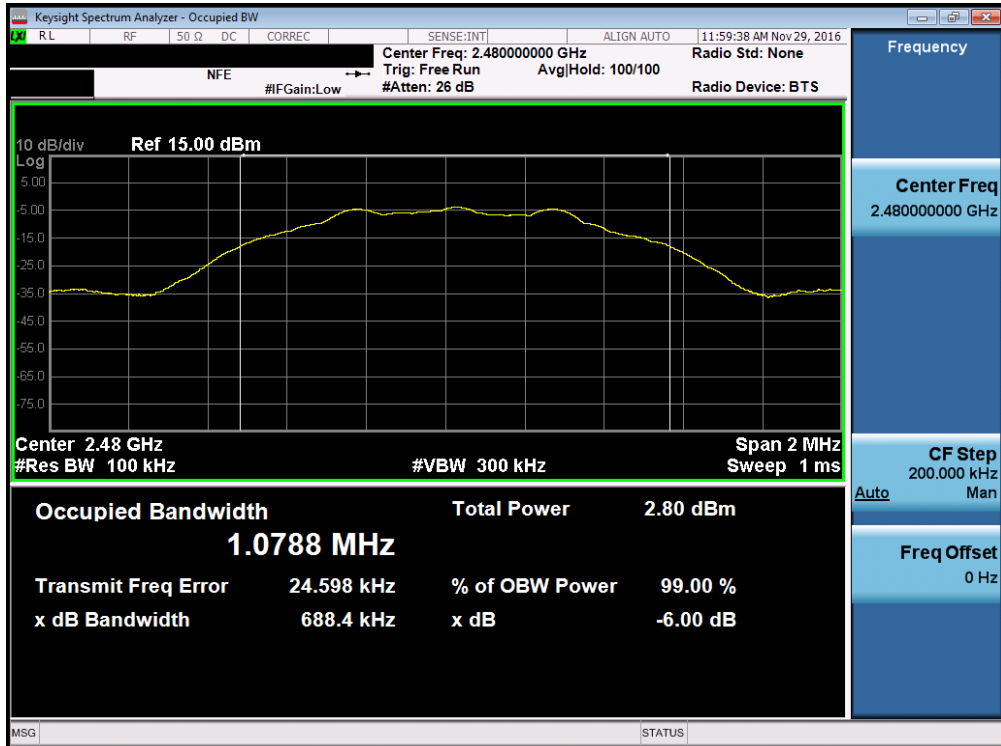 Keysight Spectrum Analyzer - Occupied BW
LXI RL RF 50 Ω DC CORREC SENSE:INT ALIGN AUTO 11:59:38 AM Nov 29, 2016
Center Freq: 2.480000000 GHz Radio Std: None
NFE Trig: Free Run Avg|Hold: 100/100
#IFGain:Low #Atten: 26 dB Radio Device: BTS
10 dB/div Ref 15.00 dBm
Log
5.00
-5.00
-15.0
-25.0
-35.0
-45.0
-55.0
-65.0
-75.0
Center 2.48 GHz Span 2 MHz
#Res BW 100 kHz #VBW 300 kHz Sweep 1 ms
Occupied Bandwidth Total Power 2.80 dBm
1.0788 MHz
Transmit Freq Error 24.598 kHz % of OBW Power 99.00 %
x dB Bandwidth 688.4 kHz x dB -6.00 dB
MSG STATUS
Frequency
Center Freq
2.480000000 GHz
CF Step
200.000 kHz
Auto Man
Freq Offset
0 Hz